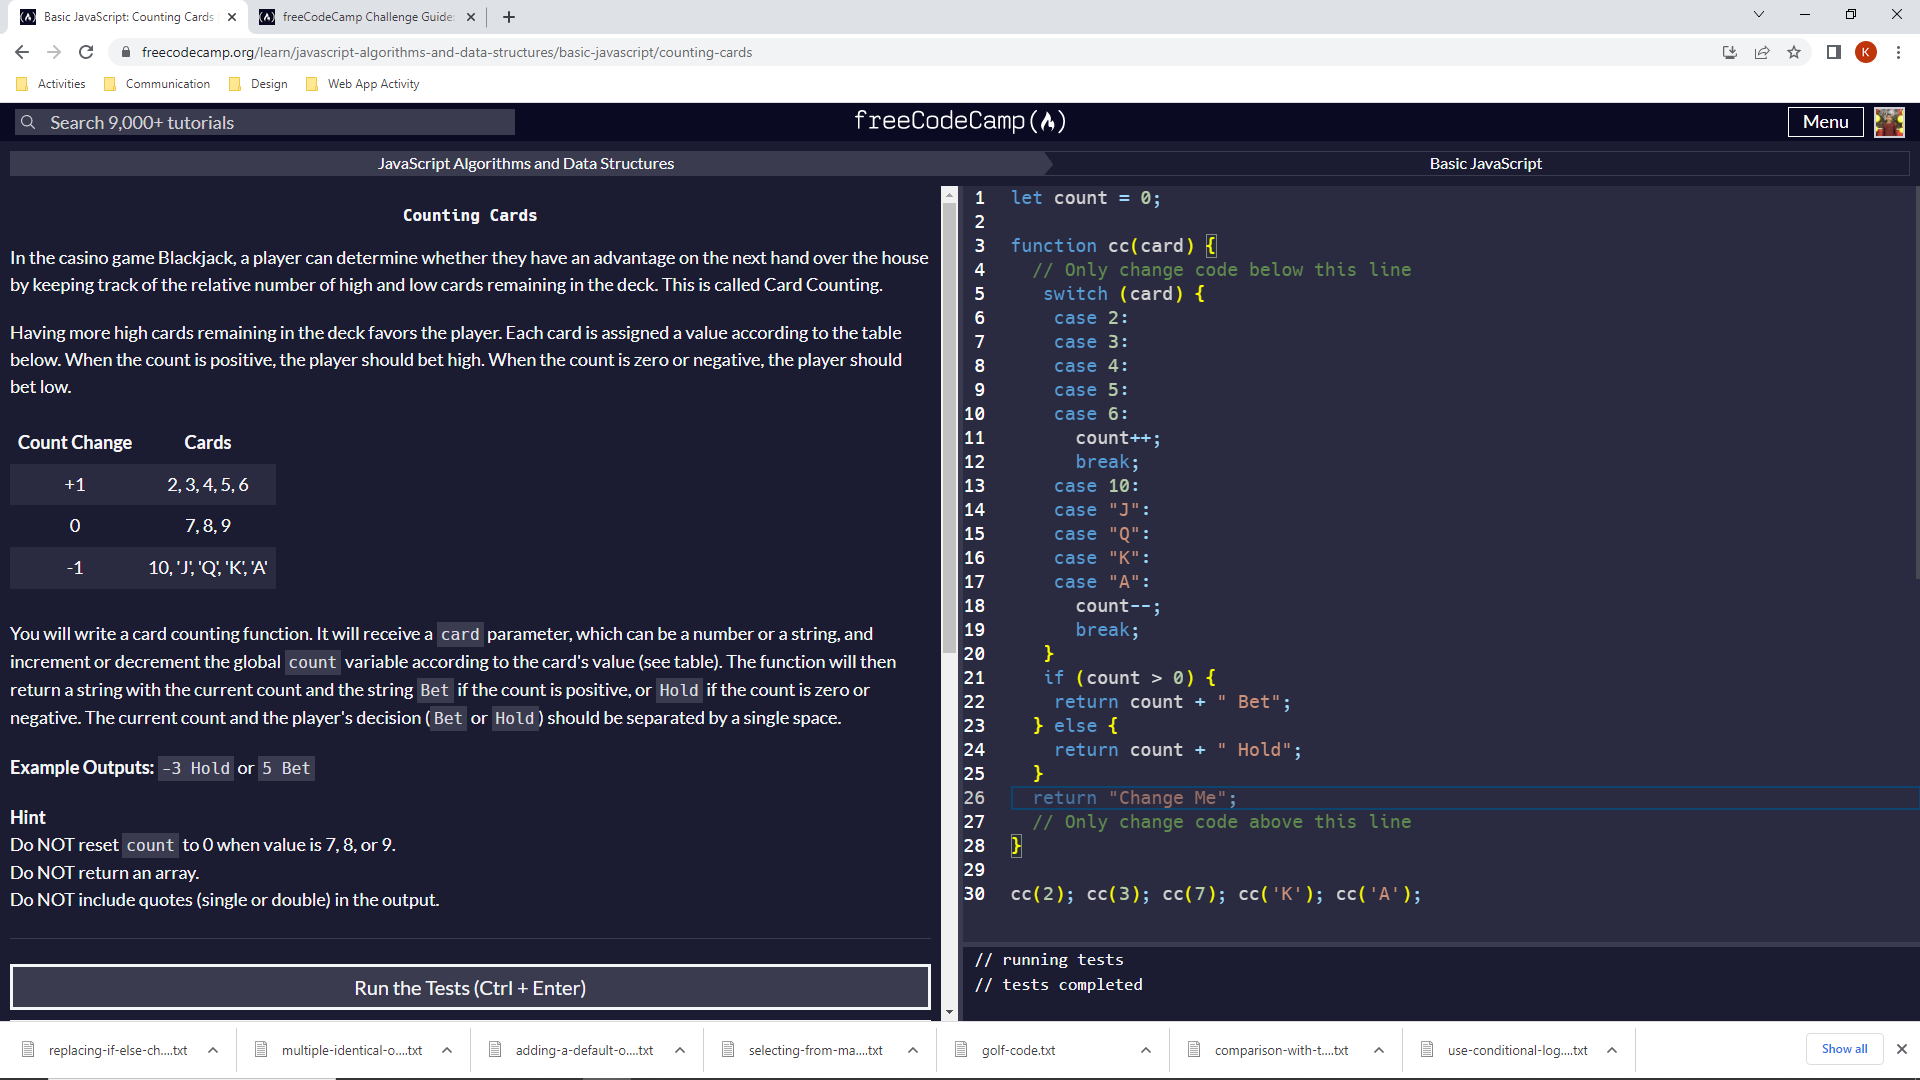 Basic JavaScript: Counting Cards
freeCodeCamp Challenge Guide:
freecodecamp.org/learn/javascript-algorithms-and-data-structures/basic-javascript/counting-cards
K
Activities
Communication
Design
Web App Activity
Search 9,000+ tutorials
freeCodeCamp
Menu
JavaScript Algorithms and Data Structures
Basic JavaScript
Counting Cards
In the casino game Blackjack, a player can determine whether they have an advantage on the next hand over the house
by keeping track of the relative number of high and low cards remaining in the deck. This is called Card Counting.
Having more high cards remaining in the deck favors the player. Each card is assigned a value according to the table
below. When the count is positive, the player should bet high. When the count is zero or negative, the player should
bet low.
Count Change Cards
+1 2, 3, 4, 5, 6
0 7, 8, 9
-1 10, 'J', 'Q', 'K', 'A'
You will write a card counting function. It will receive a card parameter, which can be a number or a string, and
increment or decrement the global count variable according to the card's value (see table). The function will then
return a string with the current count and the string Bet if the count is positive, or Hold if the count is zero or
negative. The current count and the player's decision (Bet or Hold) should be separated by a single space.
Example Outputs: -3 Hold or 5 Bet
Hint
Do NOT reset count to 0 when value is 7, 8, or 9.
Do NOT return an array.
Do NOT include quotes (single or double) in the output.
Run the Tests (Ctrl + Enter)
1 let count = 0;
2
3 function cc(card) {
4 // Only change code below this line
5 switch (card) {
6 case 2:
7 case 3:
8 case 4:
9 case 5:
10 case 6:
11 count++;
12 break;
13 case 10:
14 case "J":
15 case "Q":
16 case "K":
17 case "A":
18 count--;
19 break;
20 }
21 if (count > 0) {
22 return count + " Bet";
23 } else {
24 return count + " Hold";
25 }
26 return "Change Me";
27 // Only change code above this line
28 }
29
30 cc(2); cc(3); cc(7); cc('K'); cc('A');
// running tests
// tests completed
replacing-if-else-ch....txt
multiple-identical-o....txt
adding-a-default-o....txt
selecting-from-ma....txt
golf-code.txt
comparison-with-t....txt
use-conditional-log....txt
Show all